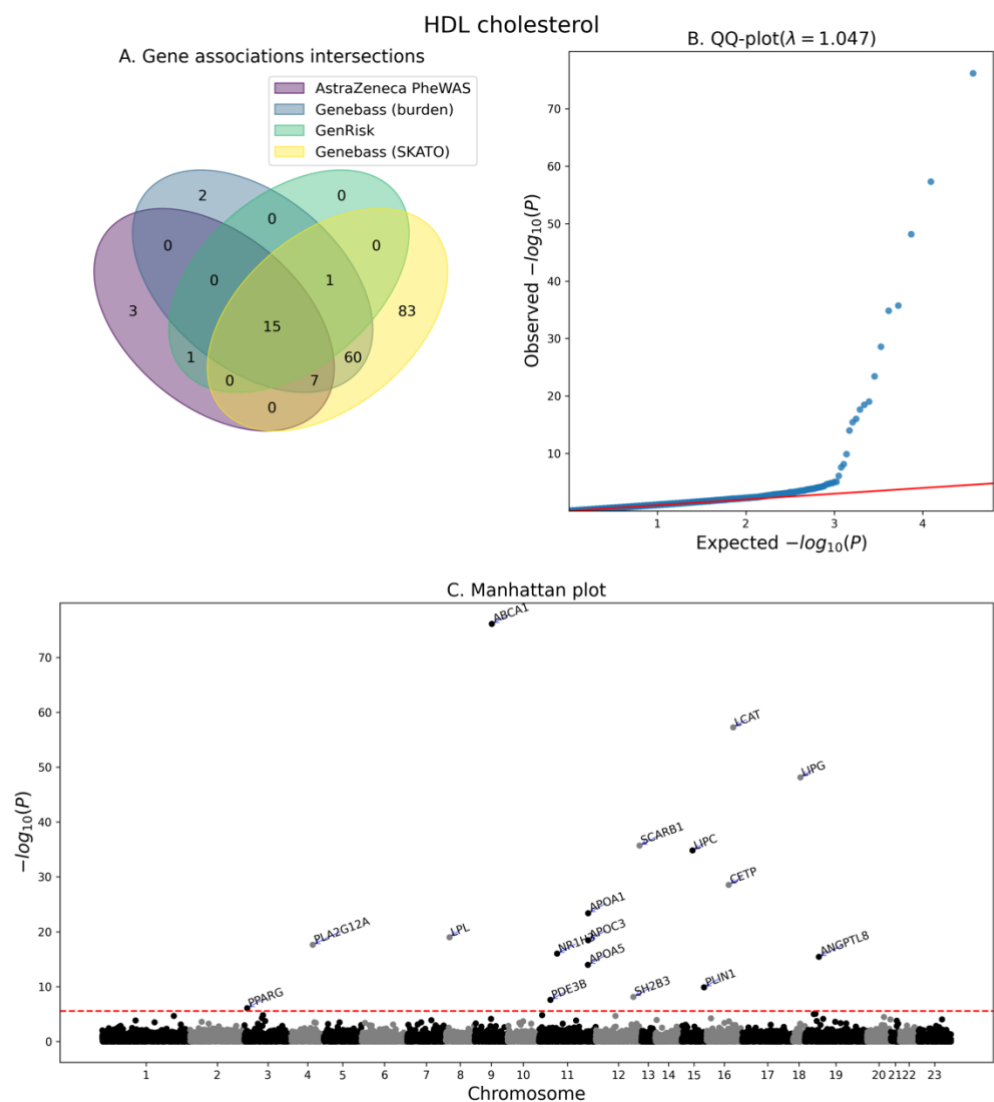 HDL cholesterol
A. Gene associations intersections
AstraZeneca PheWAS
Genebass (burden)
GenRisk
Genebass (SKATO)
2
0
0
0
0
0
1
3
15
83
1
60
0
7
0
B. QQ-plot(λ = 1.047)
Observed −log10(P)
70
60
50
40
30
20
10
1
2
3
4
Expected −log10(P)
C. Manhattan plot
−log10(P)
70
60
50
40
30
20
10
0
ABCA1
LCAT
LIPG
SCARB1
LIPC
CETP
APOA1
PLA2G12A
LPL
APOC3
APOA5
ANGPTL8
PDE3B
SH2B3
PLIN1
PPARG
1 2 3 4 5 6 7 8 9 10 11 12 13 14 15 16 17 18 19 20 21 22 23
Chromosome